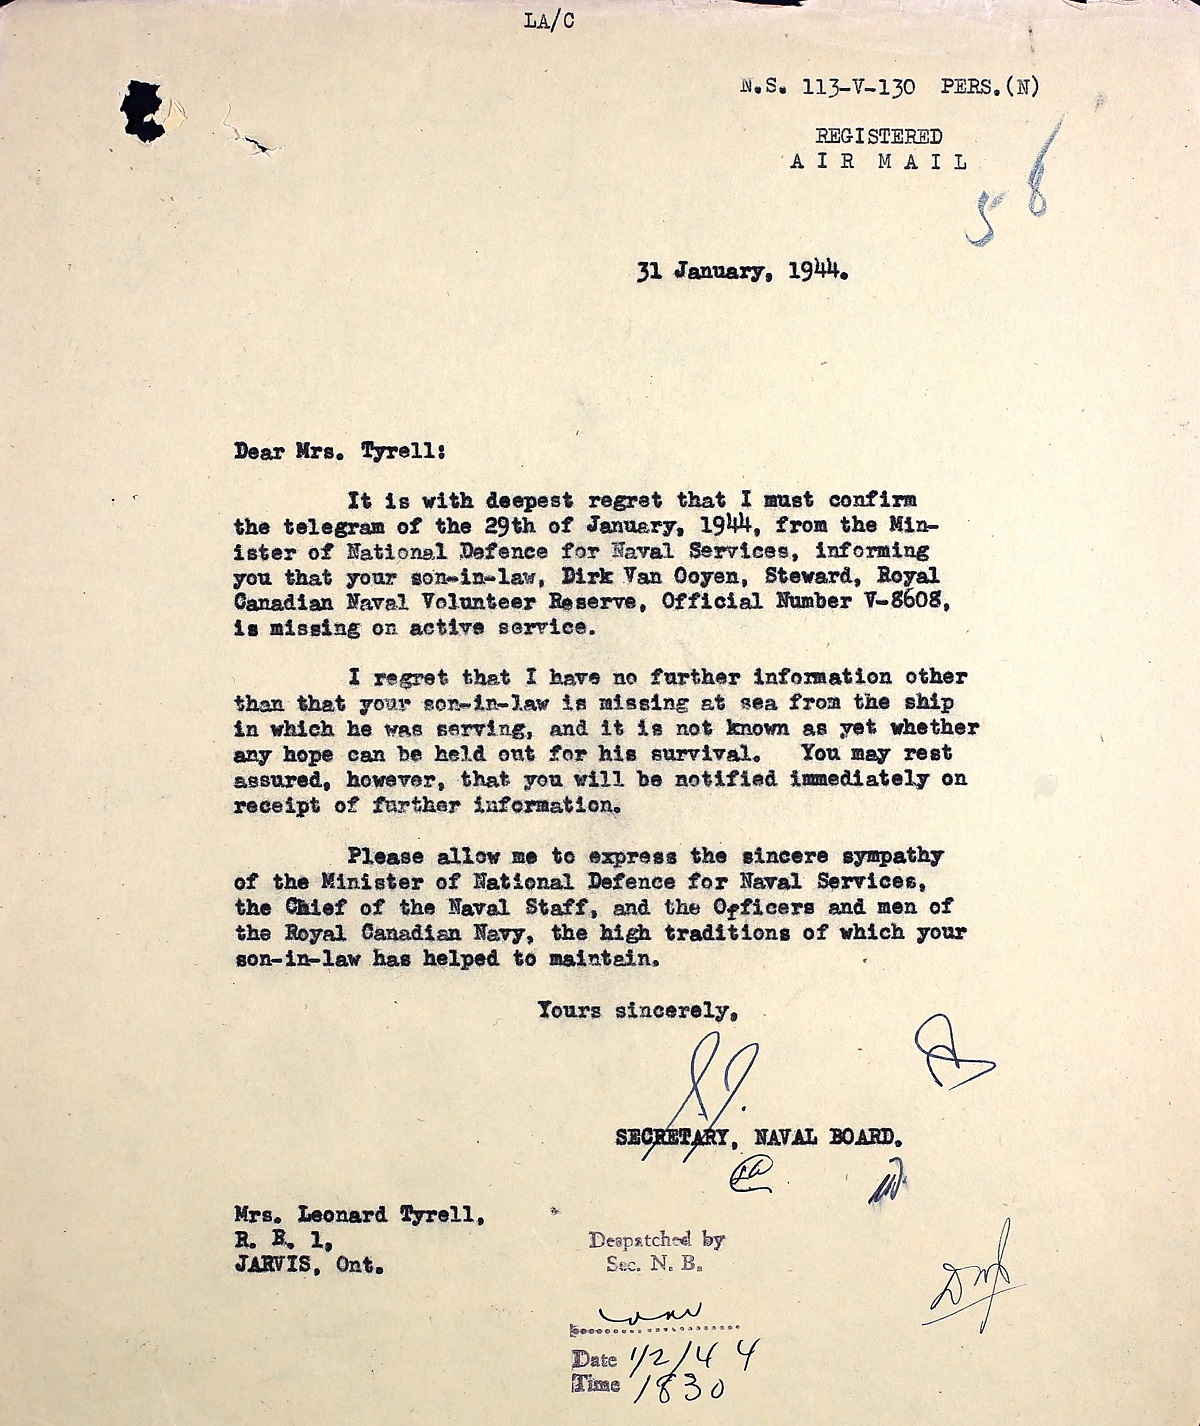 LA/C
N.S. 113-V-130 PERS.(N)
REGISTERED
AIR MAIL
58
31 January, 1944.
Dear Mrs. Tyrell:
It is with deepest regret that I must confirm
the telegram of the 29th of January, 1944, from the Min-
ister of National Defence for Naval Services, informing
you that your son-in-law, Dirk Van Ooyen, Steward, Royal
Canadian Naval Volunteer Reserve, Official Number V-8608,
is missing on active service.
I regret that I have no further information other
than that your son-in-law is missing at sea from the ship
in which he was serving, and it is not known as yet whether
any hope can be held out for his survival. You may rest
assured, however, that you will be notified immediately on
receipt of further information.
Please allow me to express the sincere sympathy
of the Minister of National Defence for Naval Services,
the Chief of the Naval Staff, and the Officers and men of
the Royal Canadian Navy, the high traditions of which your
son-in-law has helped to maintain.
Yours sincerely,
SECRETARY, NAVAL BOARD.
Mrs. Leonard Tyrell,
R. R. 1,
JARVIS, Ont.
Despatched by
Sec. N. B.
Date 1/2/44
Time 1830